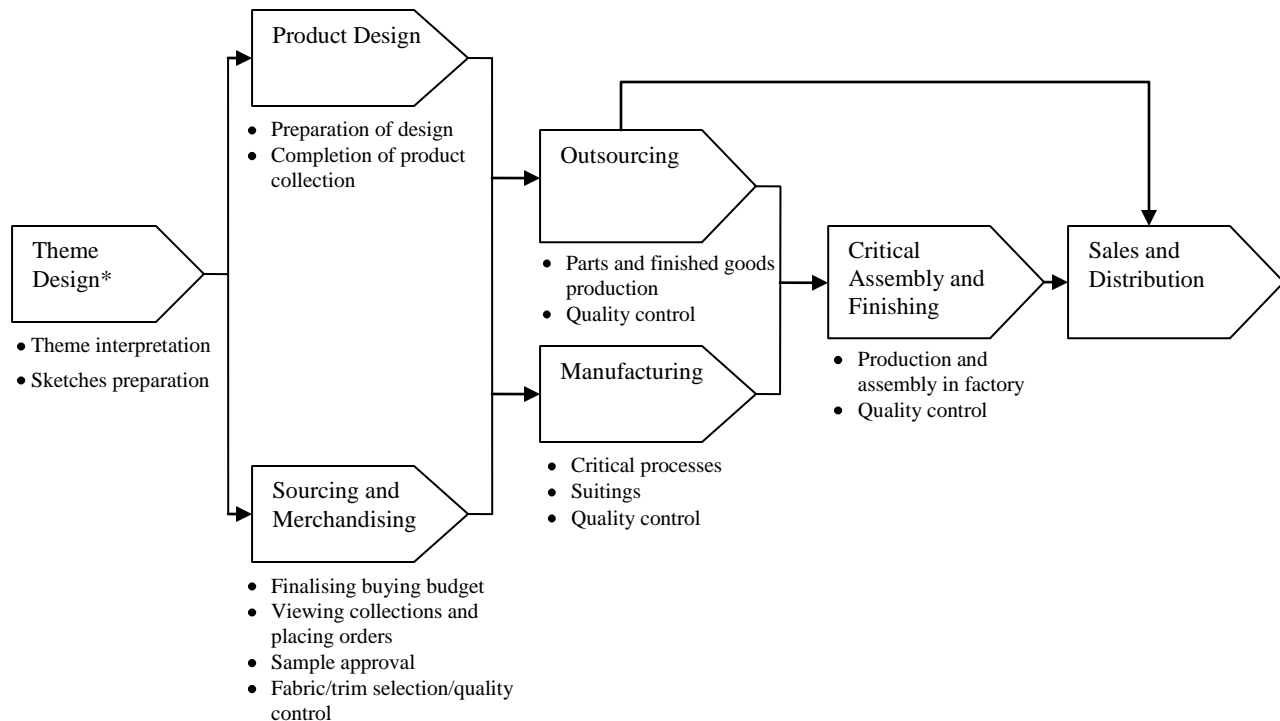 Product Design
• Preparation of design
• Completion of product
collection
Outsourcing
• Parts and finished goods
production
• Quality control
Theme
Design*
• Theme interpretation
• Sketches preparation
Critical
Assembly and
Finishing
• Production and
assembly in factory
• Quality control
Sales and
Distribution
Manufacturing
• Critical processes
• Suitings
• Quality control
Sourcing and
Merchandising
• Finalising buying budget
• Viewing collections and
placing orders
• Sample approval
• Fabric/trim selection/quality
control